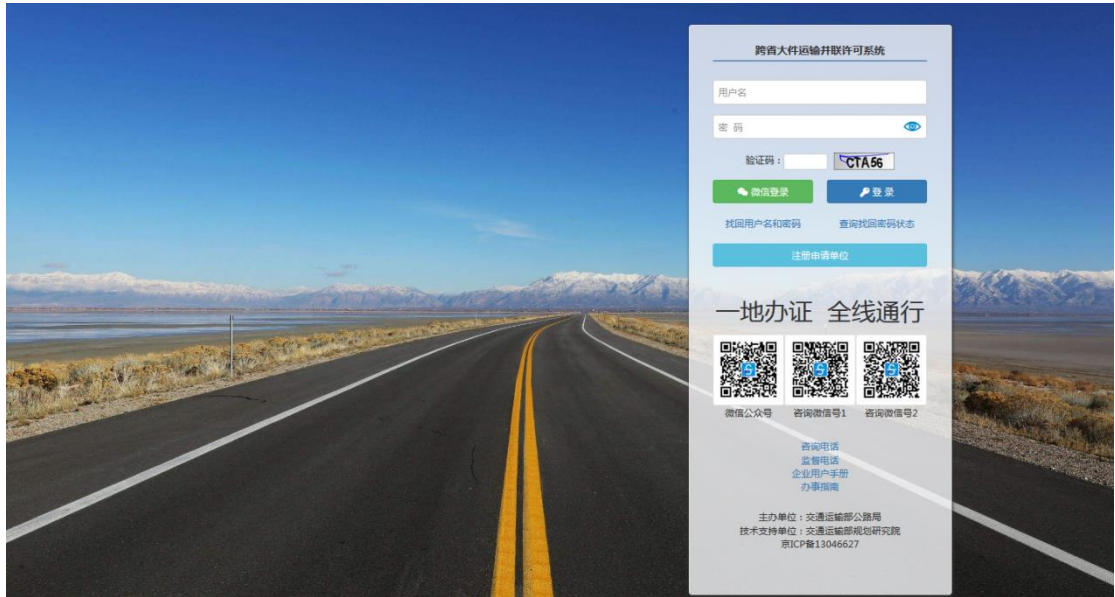 跨省大件运输并联许可系统
用户名
密 码
验证码： CTA56
微信登录 登 录
找回用户名和密码 查询找回密码状态
注册申请单位
一地办证 全线通行
微信公众号 咨询微信号1 咨询微信号2
咨询电话
监督电话
企业用户手册
办事指南
主办单位：交通运输部公路局
技术支持单位：交通运输部规划研究院
京ICP备13046627